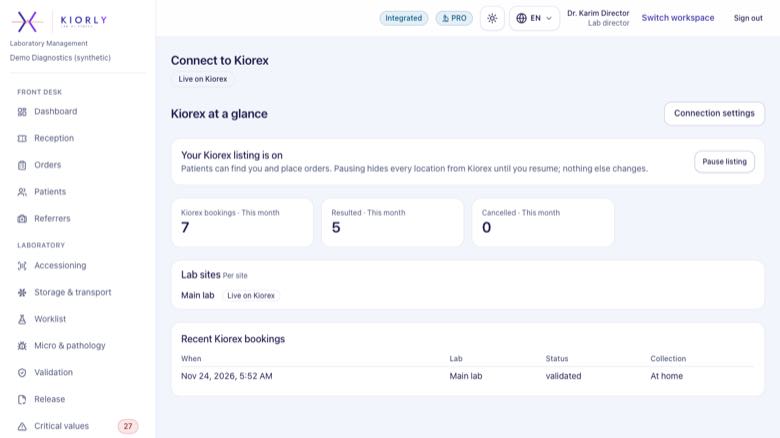 KIORLY
Laboratory Management
Demo Diagnostics (synthetic)
FRONT DESK
Dashboard
Reception
Orders
Patients
Referrers
LABORATORY
Accessioning
Storage & transport
Worklist
Micro & pathology
Validation
Release
Critical values 27
Integrated PRO EN Dr. Karim Director Lab director Switch workspace Sign out
Connect to Kiorex
Live on Kiorex
Kiorex at a glance Connection settings
Your Kiorex listing is on
Patients can find you and place orders. Pausing hides every location from Kiorex until you resume; nothing else changes. Pause listing
Kiorex bookings · This month Resulted · This month Cancelled · This month
7 5 0
Lab sites Per site
Main lab Live on Kiorex
Recent Kiorex bookings
When Lab Status Collection
Nov 24, 2026, 5:52 AM Main lab validated At home